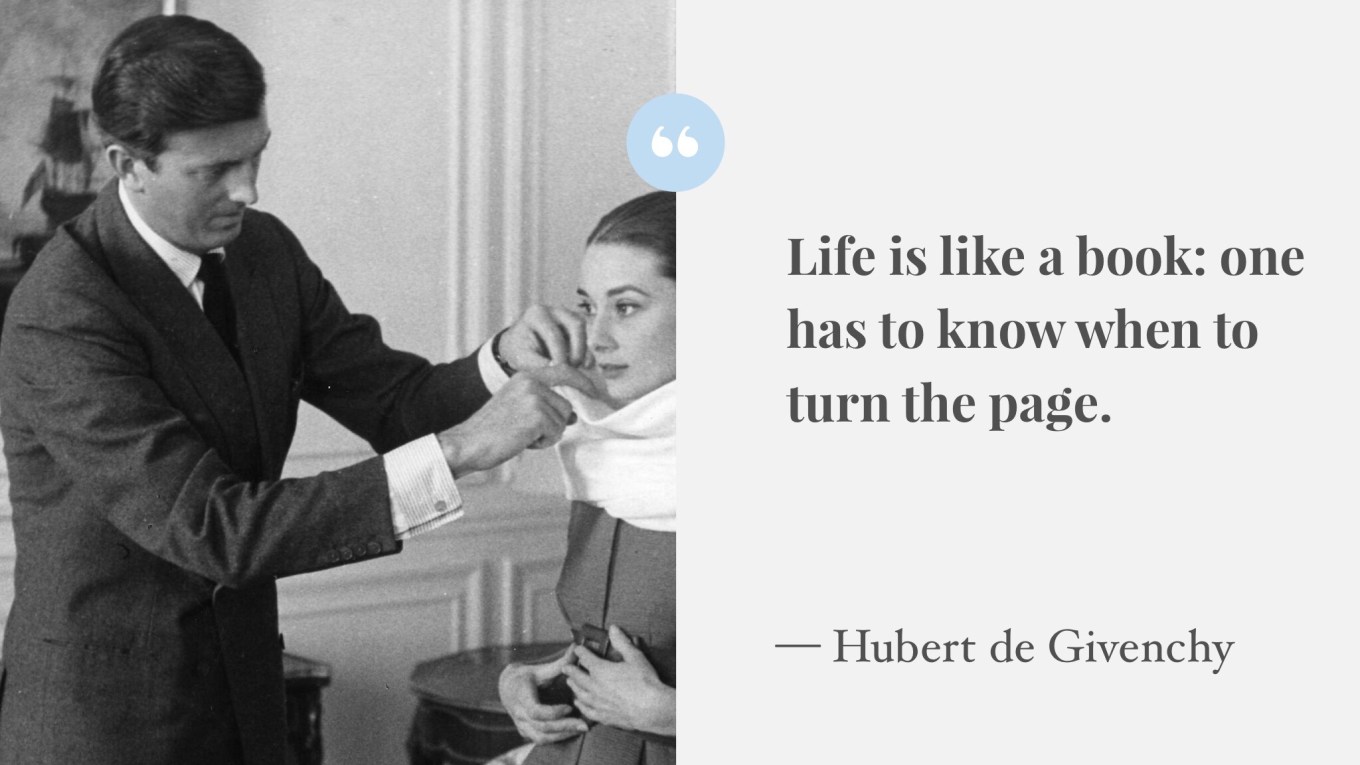 “
Life is like a book: one
has to know when to
turn the page.
— Hubert de Givenchy